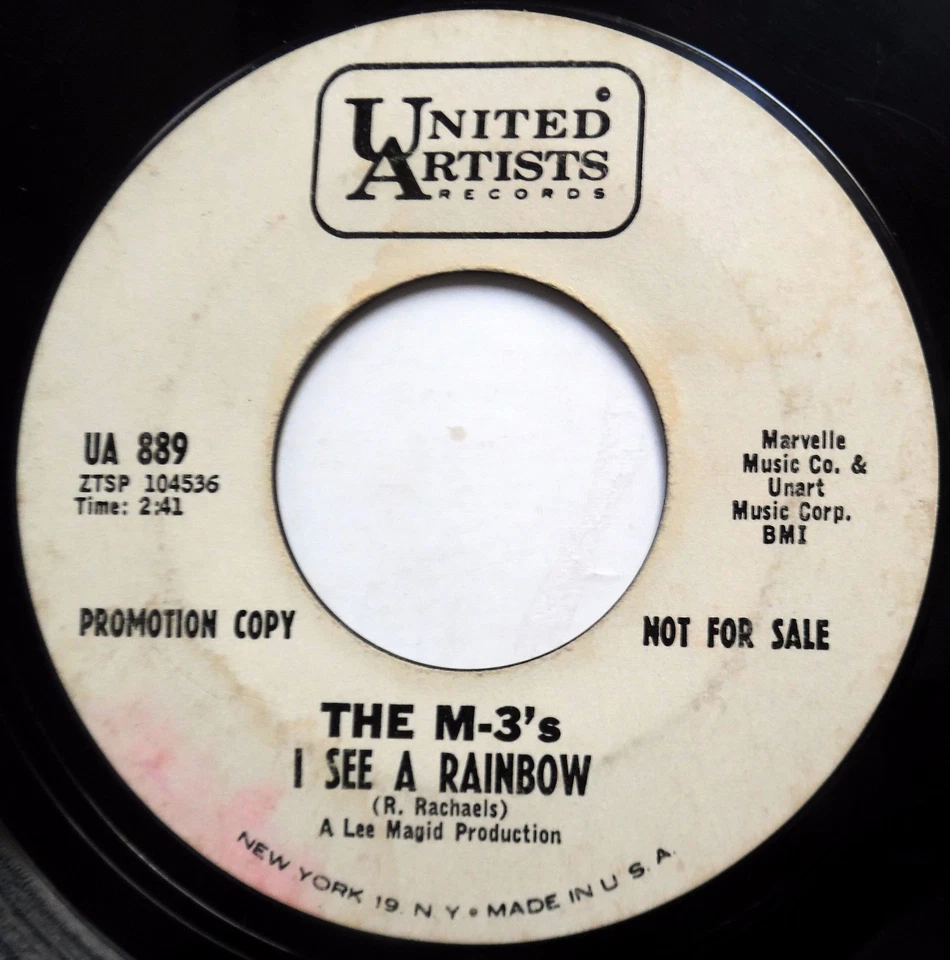 UNITED
ARTISTS
RECORDS
UA 889
ZTSP 104536
Time: 2:41
Marvelle
Music Co. &
Unart
Music Corp.
BMI
PROMOTION COPY
NOT FOR SALE
THE M-3's
I SEE A RAINBOW
(R. Rachaels)
A Lee Magid Production
NEW YORK 19. N. Y • MADE IN U S. A.